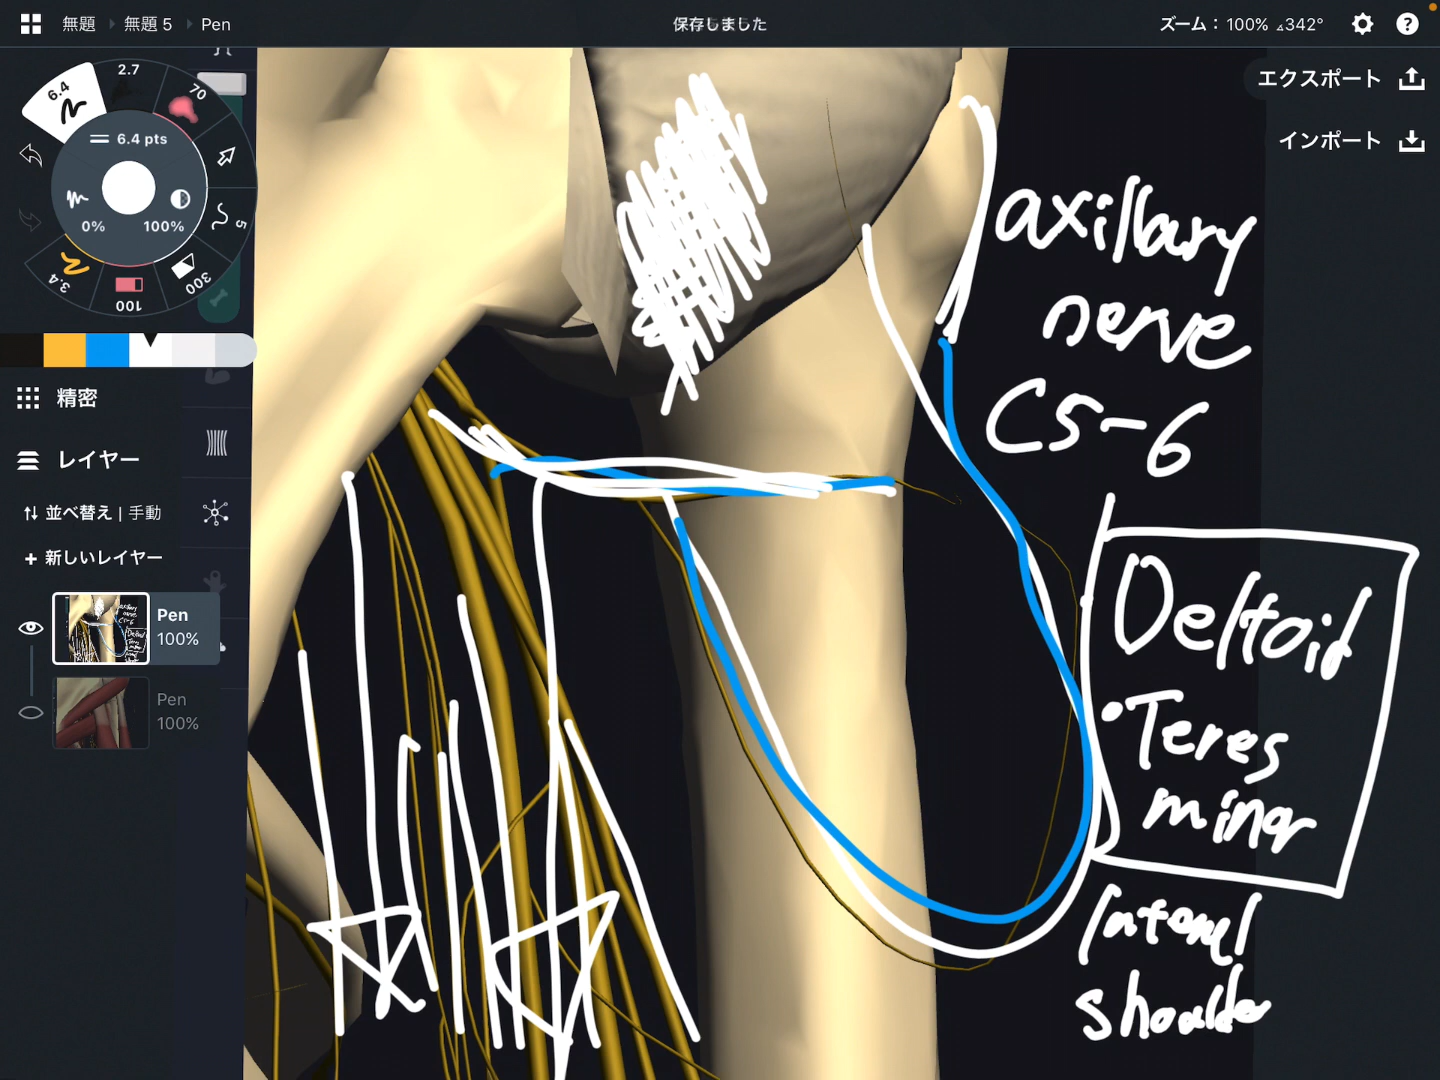 無題 無題 5 Pen
保存しました
ズーム： 100% ⦟342°
エクスポート
インポート
2.7
6.4
70
6.4 pts
0% 100%
5
3.4
100
300
精密
レイヤー
並べ替え | 手動
+ 新しいレイヤー
Pen
100%
Pen
100%
axillary
nerve
C5-6
Deltoid
•Teres
minor
lateral
shoulder